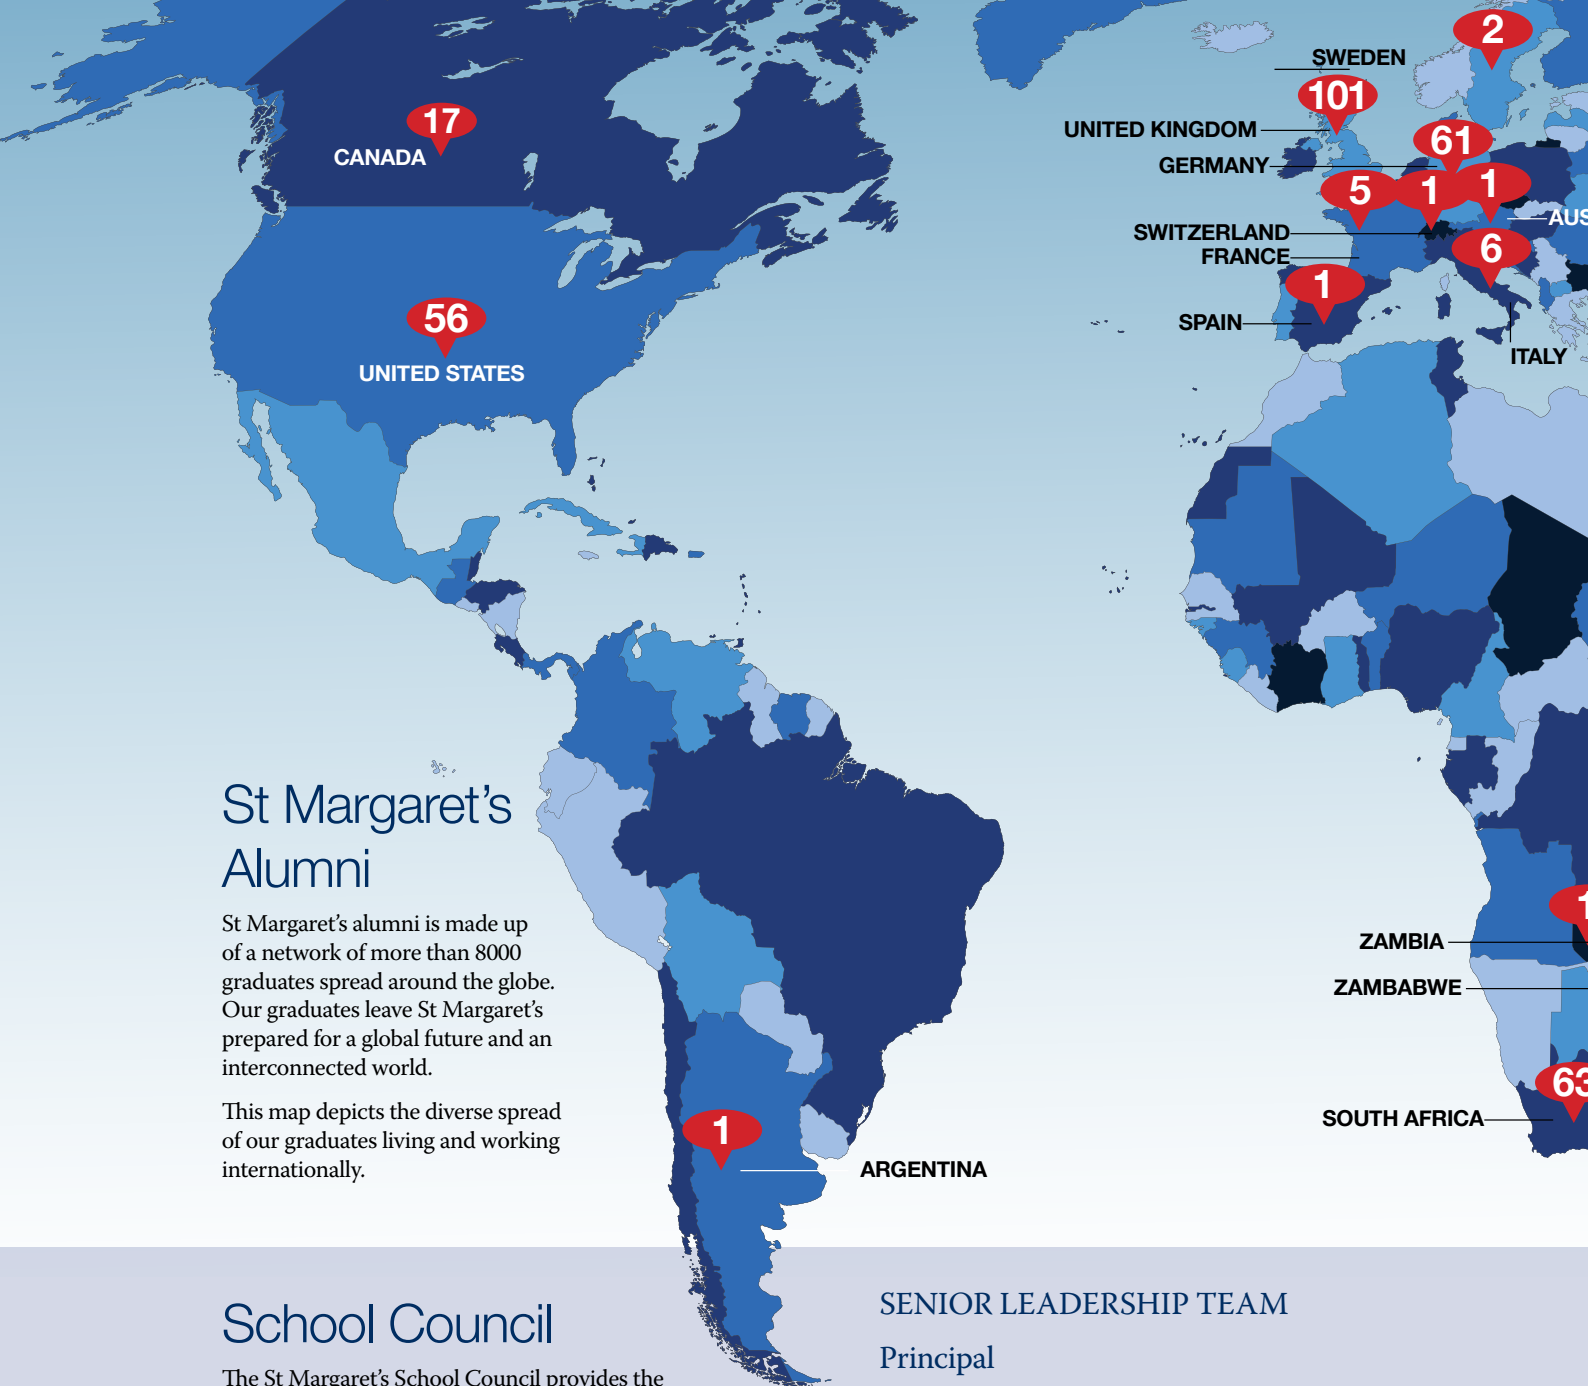 2
SWEDEN
101
17
UNITED KINGDOM
61
CANADA
GERMANY
5
1
1
SWITZERLAND
FRANCE
6
1
56
SPAIN
ITALY
UNITED STATES
St Margaret's
Alumni
St Margaret's alumni is made up
of a network of more than 8000
graduates spread around the globe.
Our graduates leave St Margaret's
prepared for a global future and an
interconnected world.
This map depicts the diverse spread
of our graduates living and working
internationally.
ZAMBIA
ZAMBABWE
63
SOUTH AFRICA
1
ARGENTINA
School Council
The St Margaret's School Council provides the
SENIOR LEADERSHIP TEAM
Principal